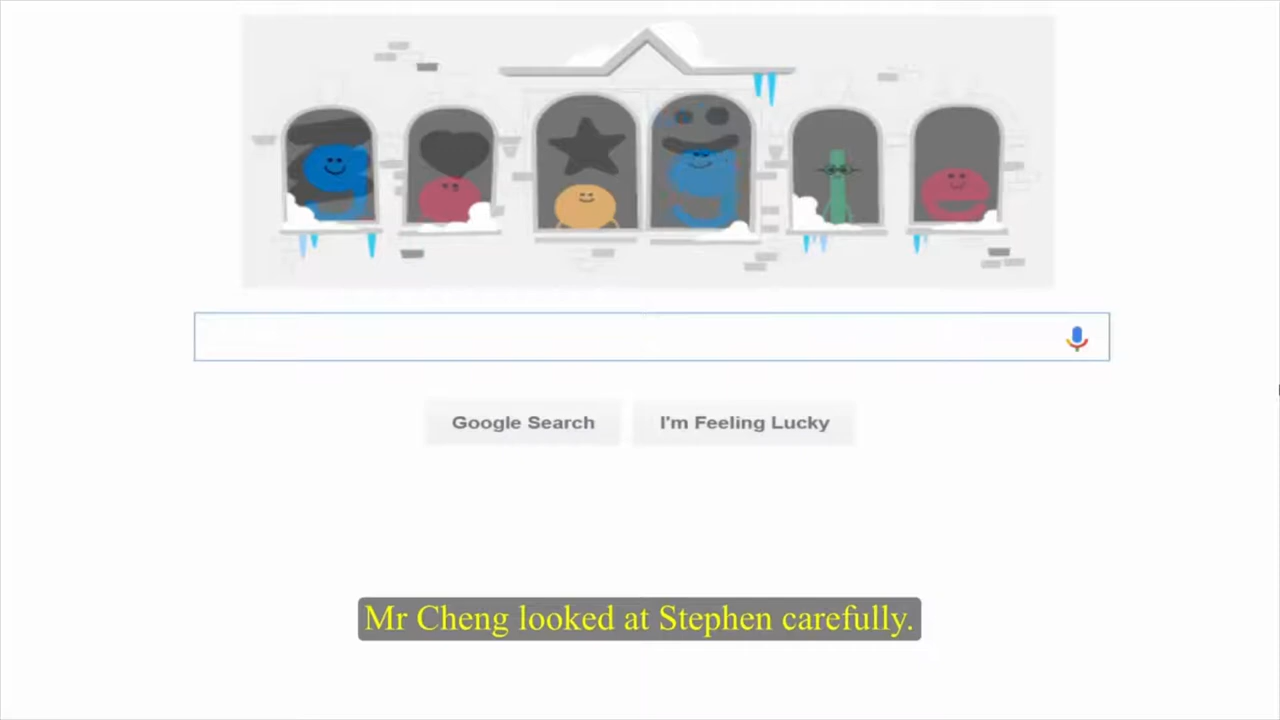 Google Search
I'm Feeling Lucky
Mr Cheng looked at Stephen carefully.